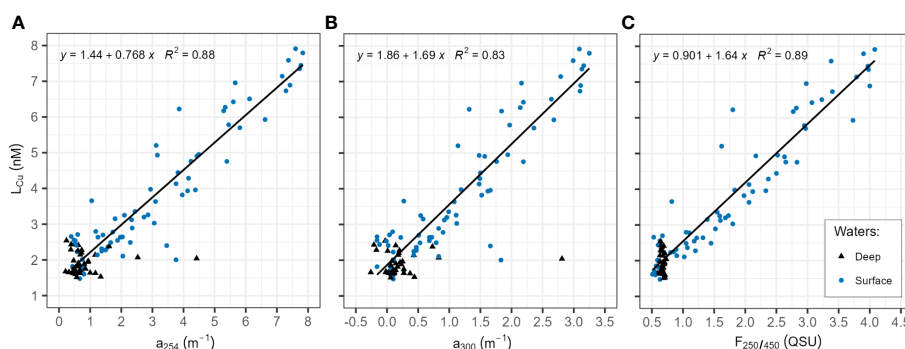 A
B
C
y = 1.44 + 0.768 x R² = 0.88
y = 1.86 + 1.69 x R² = 0.83
y = 0.901 + 1.64 x R² = 0.89
8
7
6
5
4
3
2
1
L_Cu (nM)
Waters:
Deep
Surface
0 1 2 3 4 5 6 7 8
-0.5 0.0 0.5 1.0 1.5 2.0 2.5 3.0 3.5
0.5 1.0 1.5 2.0 2.5 3.0 3.5 4.0
a₂₅₄ (m⁻¹)
a₃₀₀ (m⁻¹)
F₂₅₀/₄₅₀ (QSU)